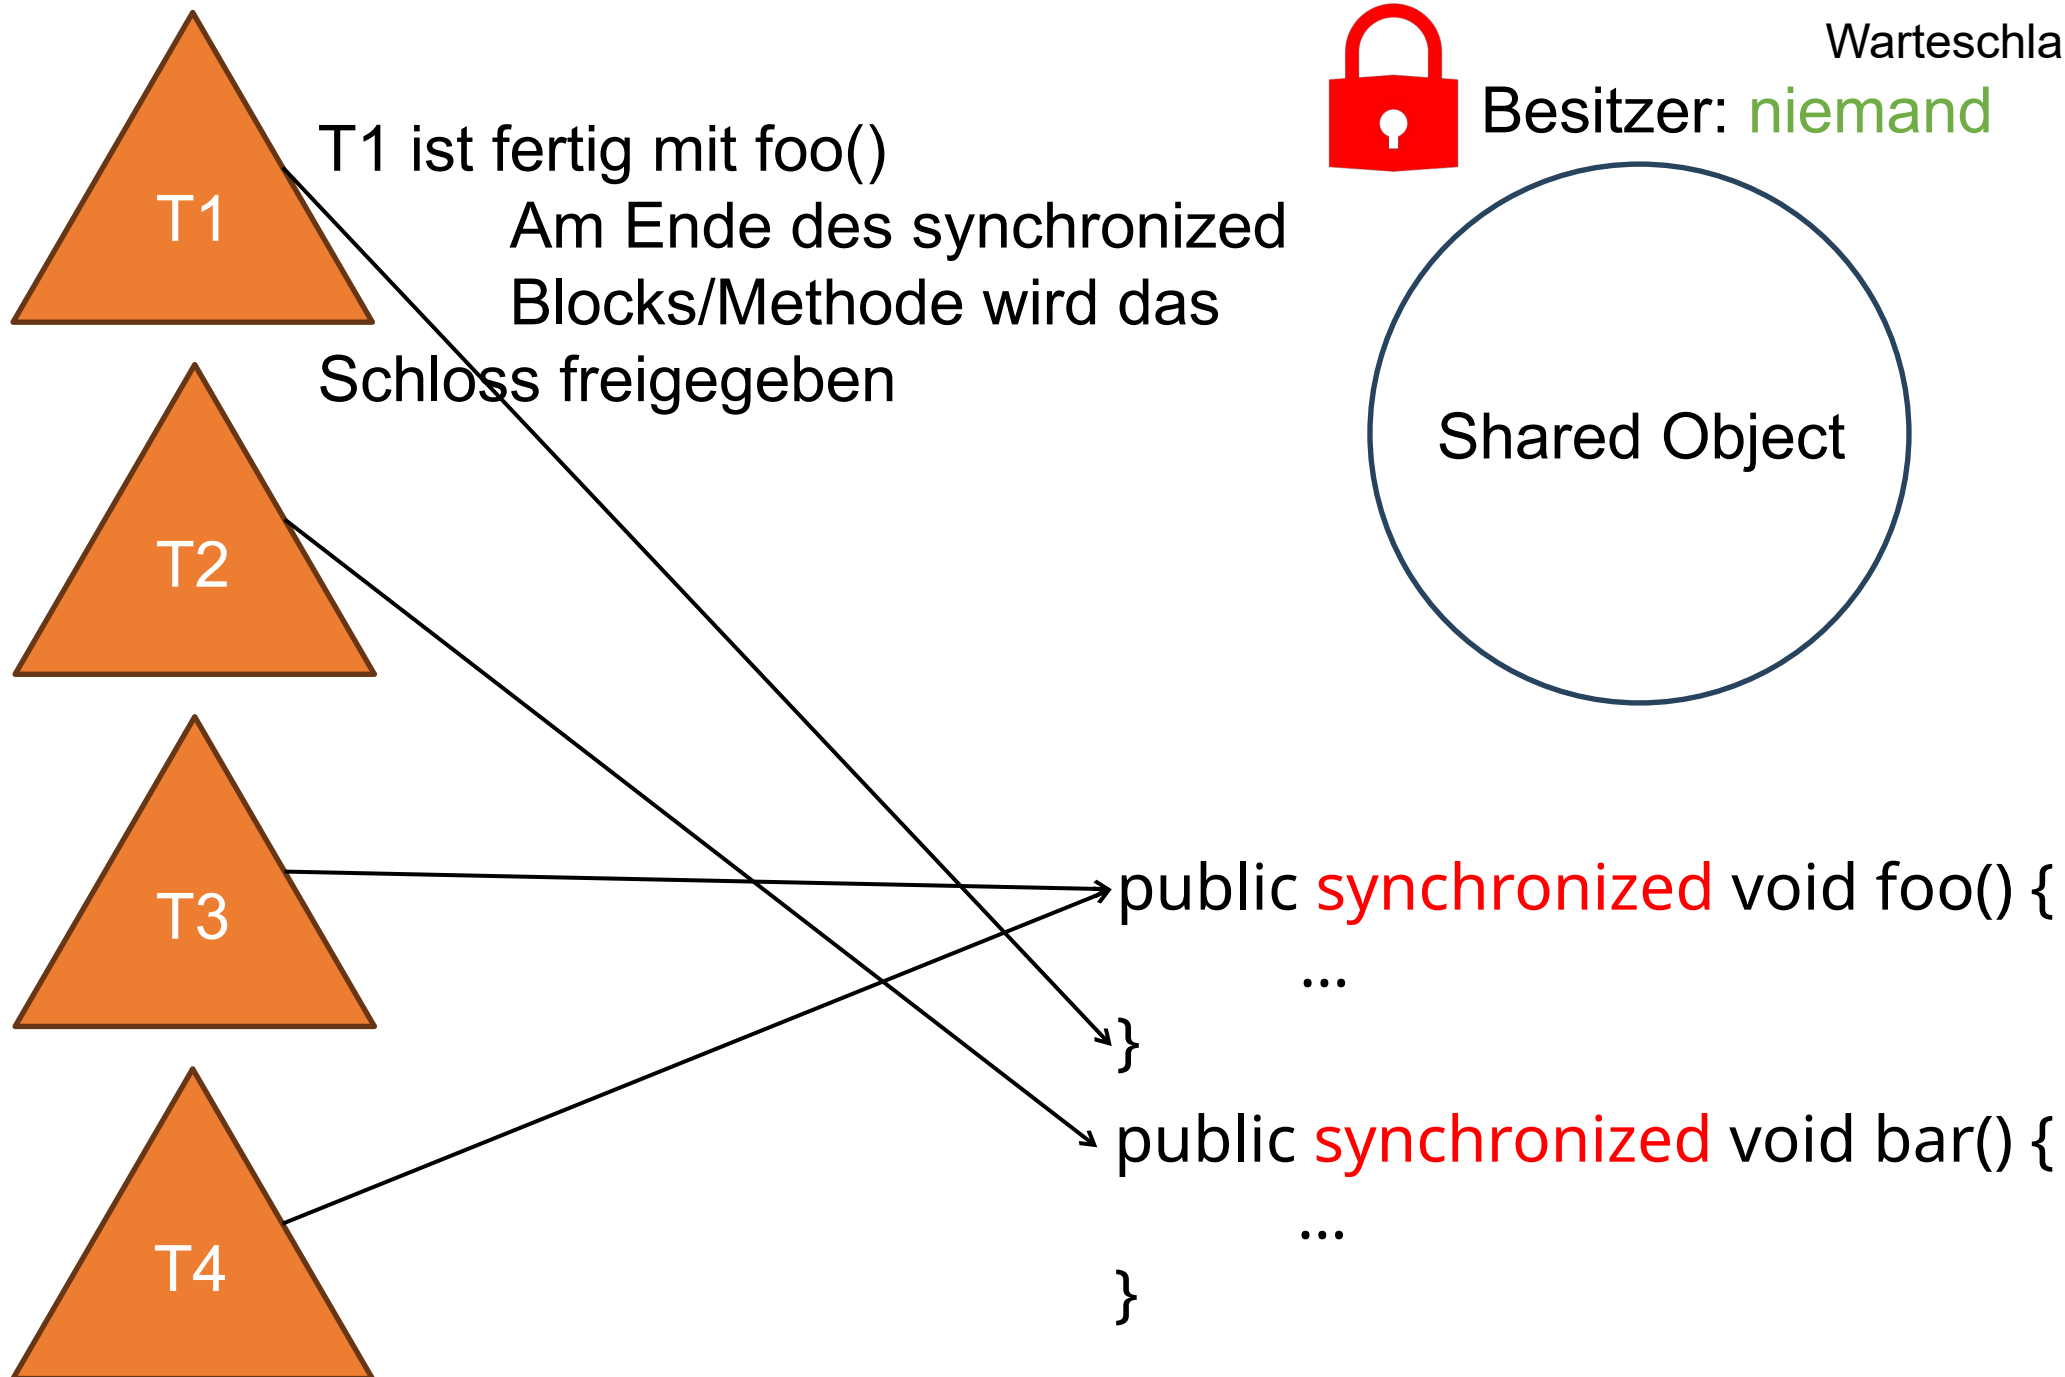 Warteschla
Besitzer: niemand
T1 ist fertig mit foo()
Am Ende des synchronized
Blocks/Methode wird das
Schloss freigegeben
T1
Shared Object
T2
T3
public synchronized void foo() {
...
}
public synchronized void bar() {
...
}
T4